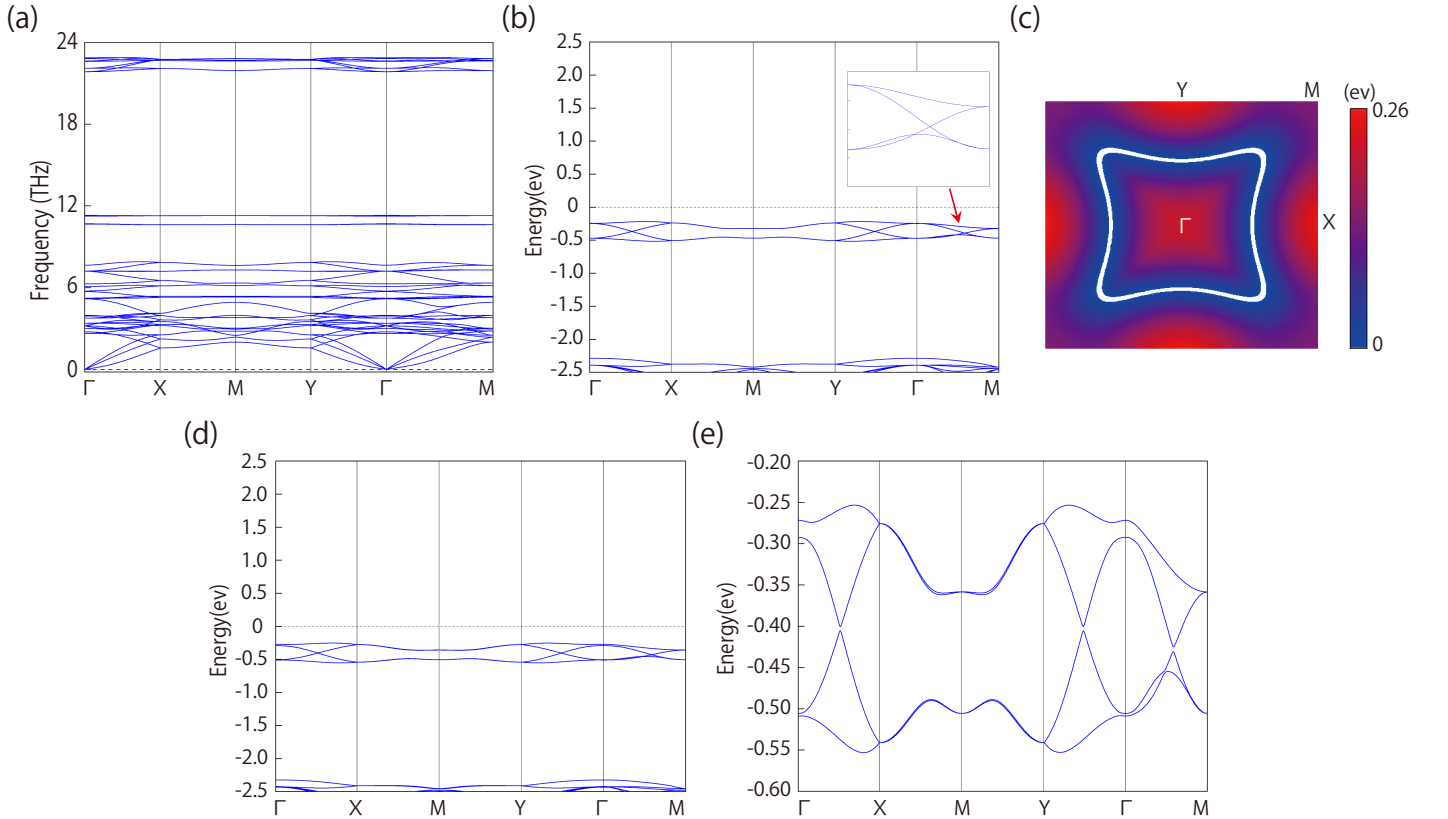 (a)
24
18
12
6
0
Frequency (THz)
Γ X M Y Γ M
(b)
2.5
2.0
1.5
1.0
0.5
0
-0.5
-1.0
-1.5
-2.0
-2.5
Energy(ev)
Γ X M Y Γ M
(c)
Y M
Γ X
(ev)
0.26
0
(d)
2.5
2.0
1.5
1.0
0.5
0
-0.5
-1.0
-1.5
-2.0
-2.5
Energy(ev)
Γ X M Y Γ M
(e)
-0.20
-0.25
-0.30
-0.35
-0.40
-0.45
-0.50
-0.55
-0.60
Energy(ev)
Γ X M Y Γ M